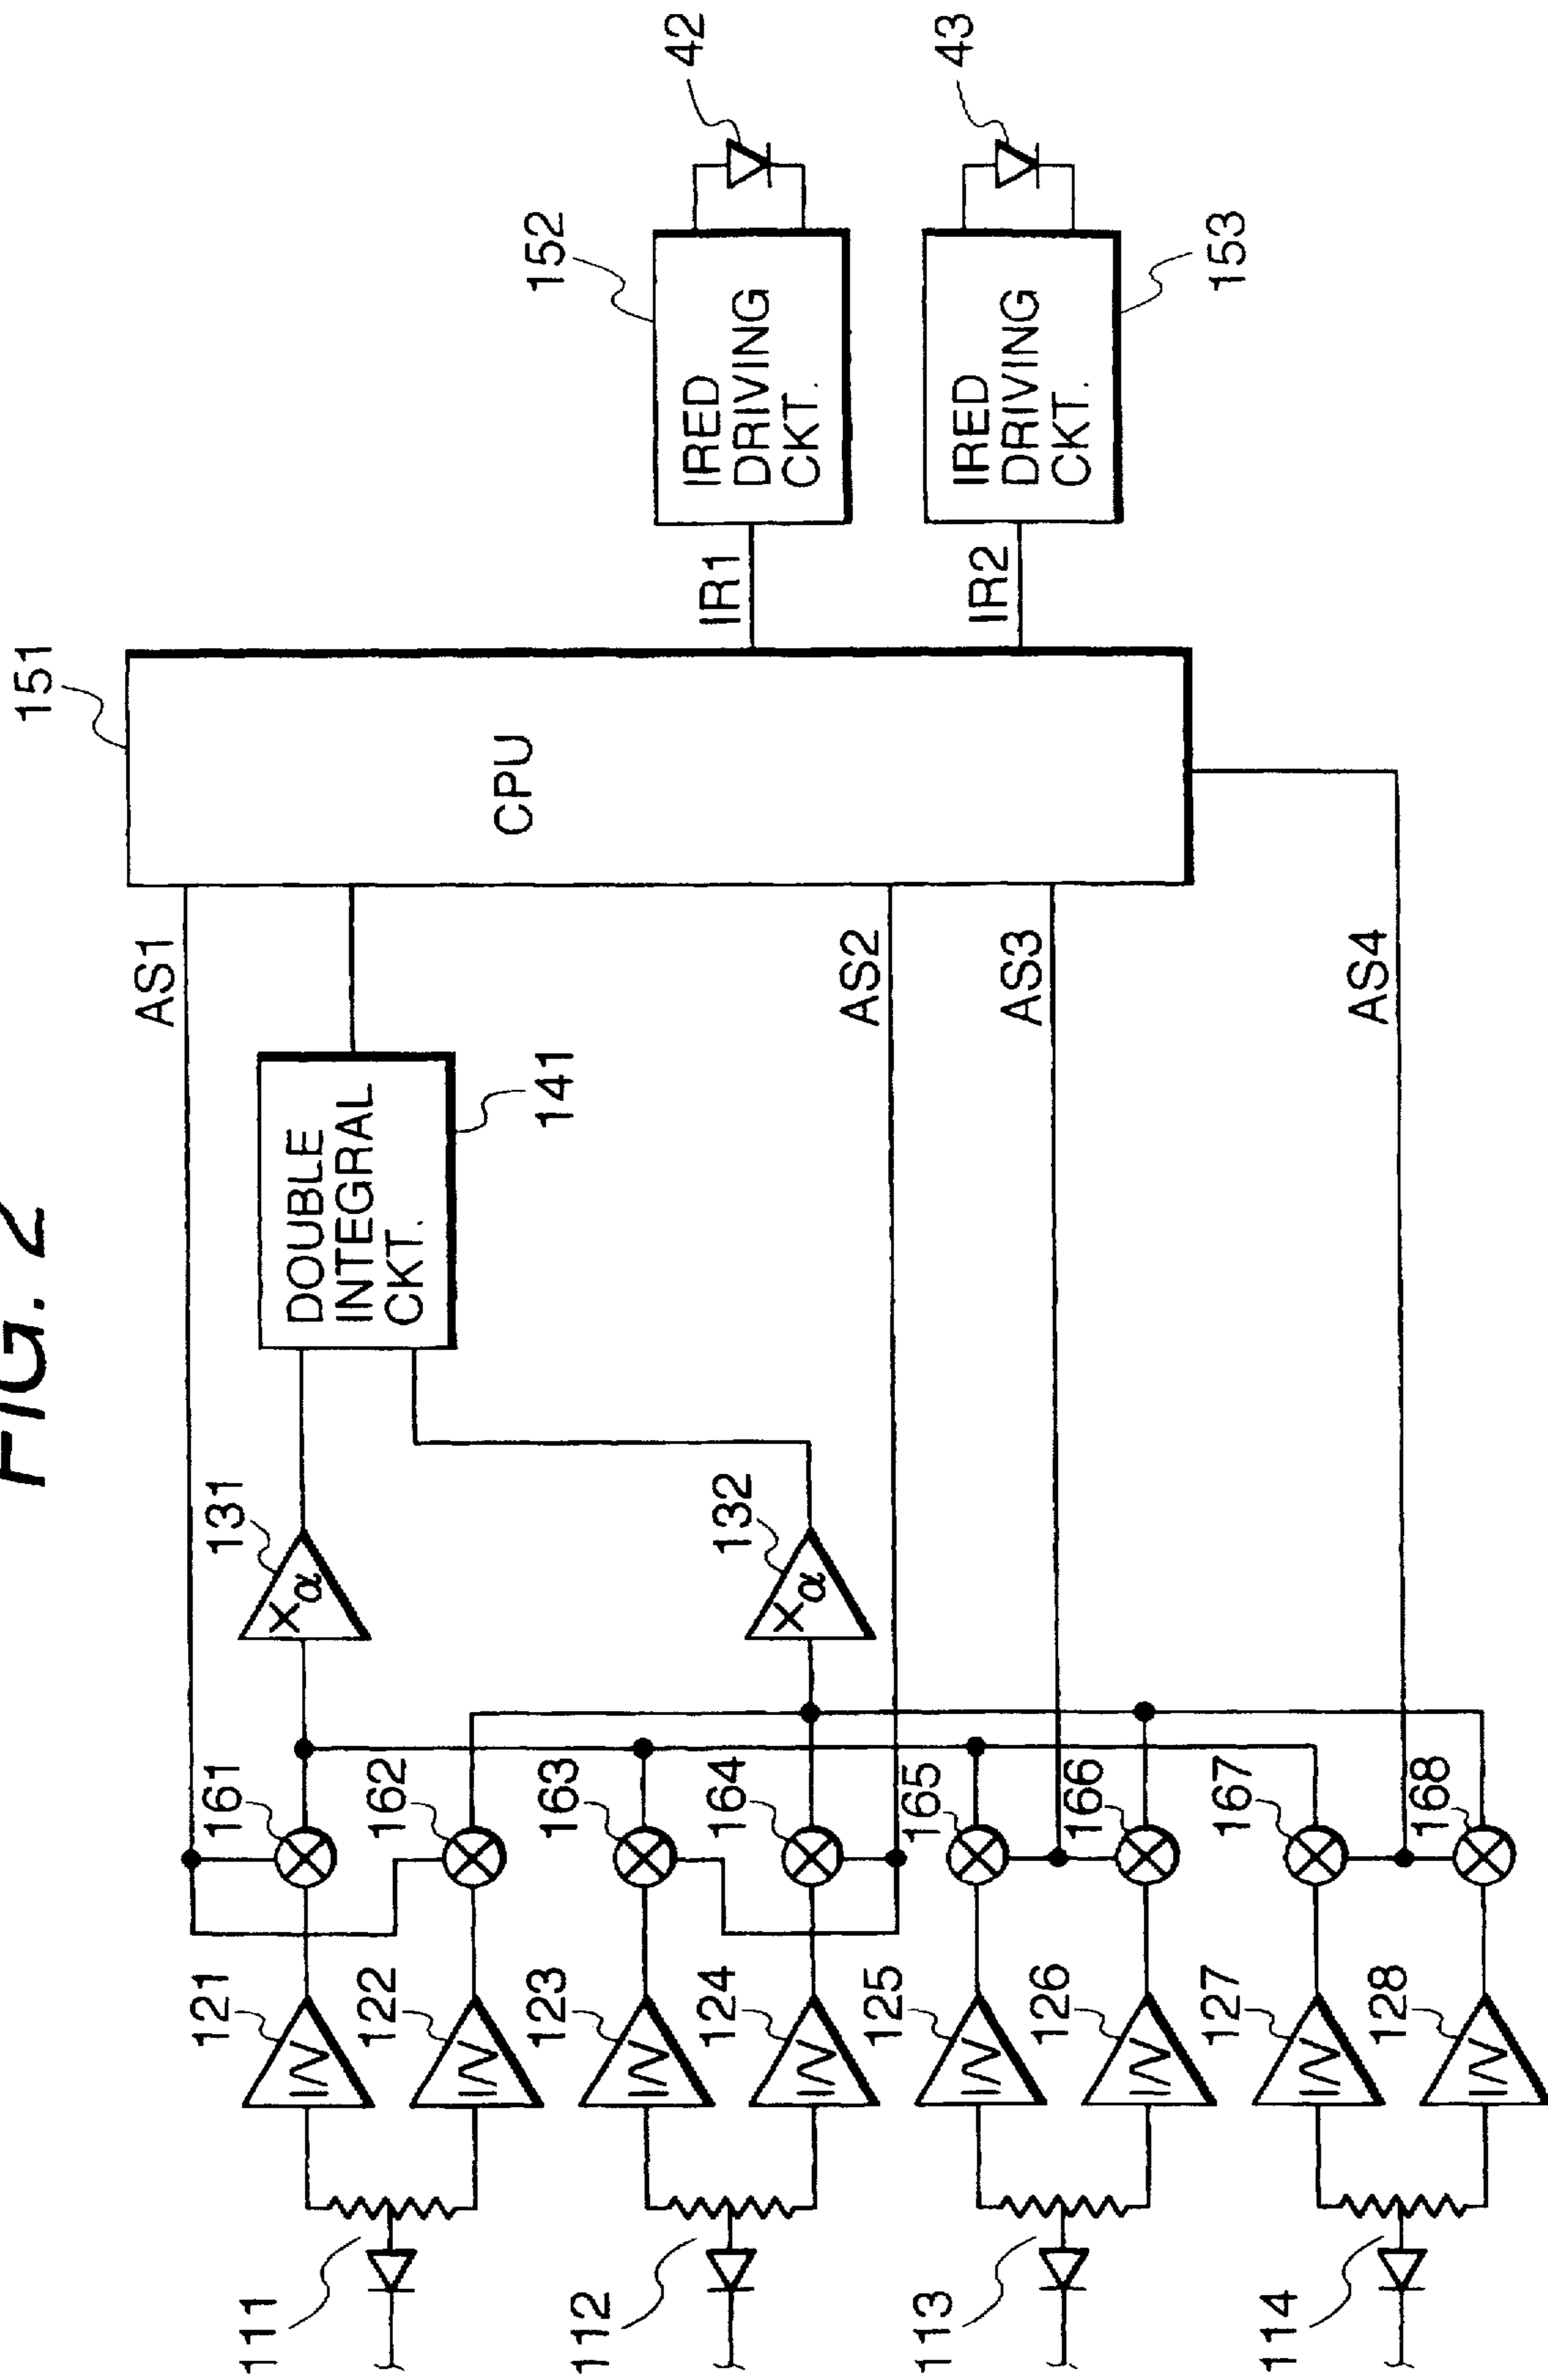 FIG. 2
151
AS1
CPU
AS2
AS3
AS4
DOUBLE
INTEGRAL
CKT.
141
131
Xα
132
Xα
IR1
IRED
DRIVING
CKT.
152
42
IR2
IRED
DRIVING
CKT.
153
43
161
162
163
164
165
166
167
168
121
122
123
124
125
126
127
128
I/V
I/V
I/V
I/V
I/V
I/V
I/V
I/V
111
112
113
114